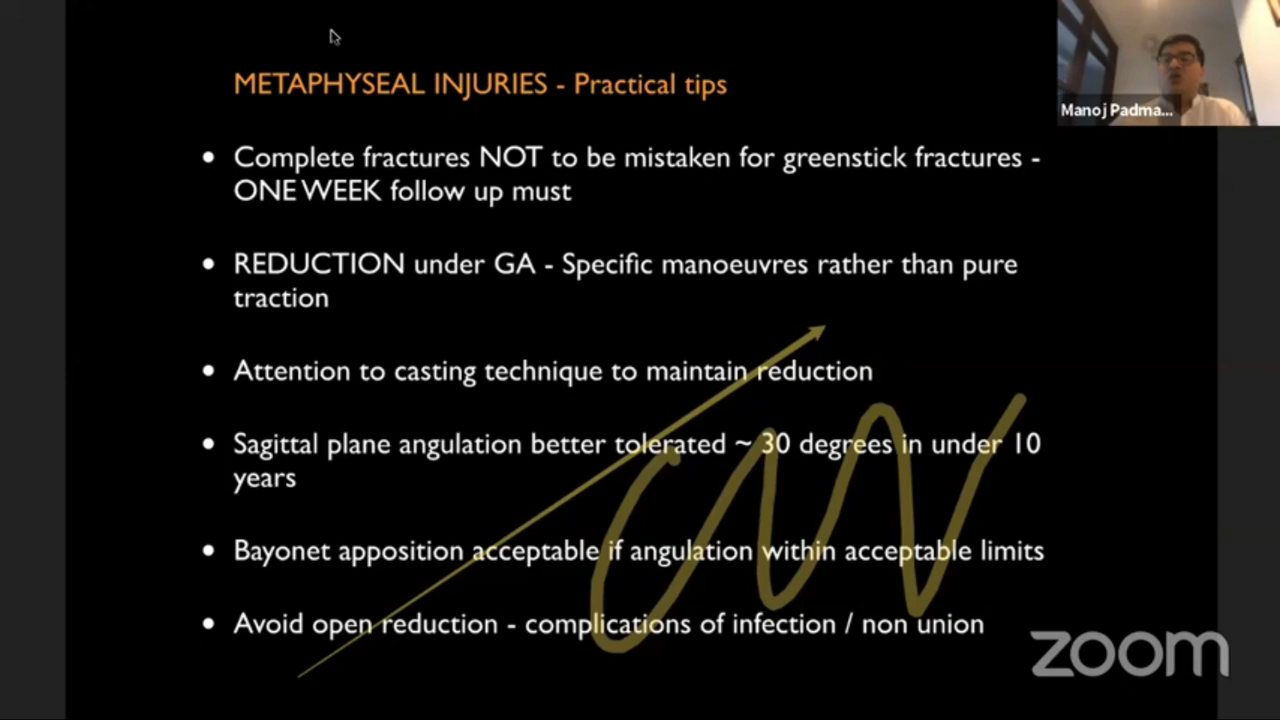 METAPHYSEAL INJURIES - Practical tips
Manoj Padma...
• Complete fractures NOT to be mistaken for greenstick fractures -
ONE WEEK follow up must
• REDUCTION under GA - Specific manoeuvres rather than pure
traction
• Attention to casting technique to maintain reduction
• Sagittal plane angulation better tolerated ~ 30 degrees in under 10
years
• Bayonet apposition acceptable if angulation within acceptable limits
• Avoid open reduction - complications of infection / non union
zoom